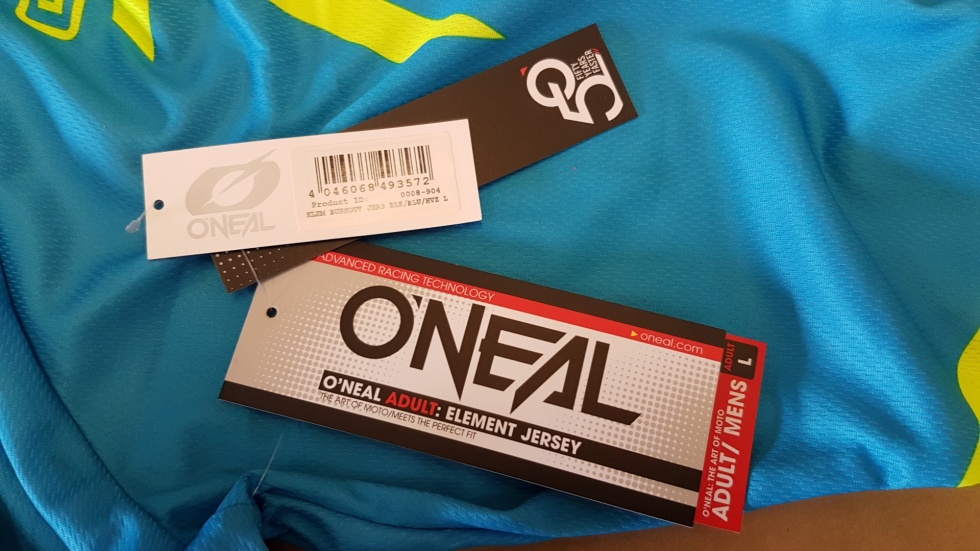 FIFTY
YEARS
FASTER
50
O'NEAL
4 046068 493572
Product ID: 0008-904
ELEM BURNOUT JERS BLK/BLU/HVZ L
ADVANCED RACING TECHNOLOGY
oneal.com
O'NEAL
O'NEAL ADULT: ELEMENT JERSEY
THE ART OF MOTO/MEETS THE PERFECT FIT
ADULT L
O'NEAL: THE ART OF MOTO
ADULT / MENS